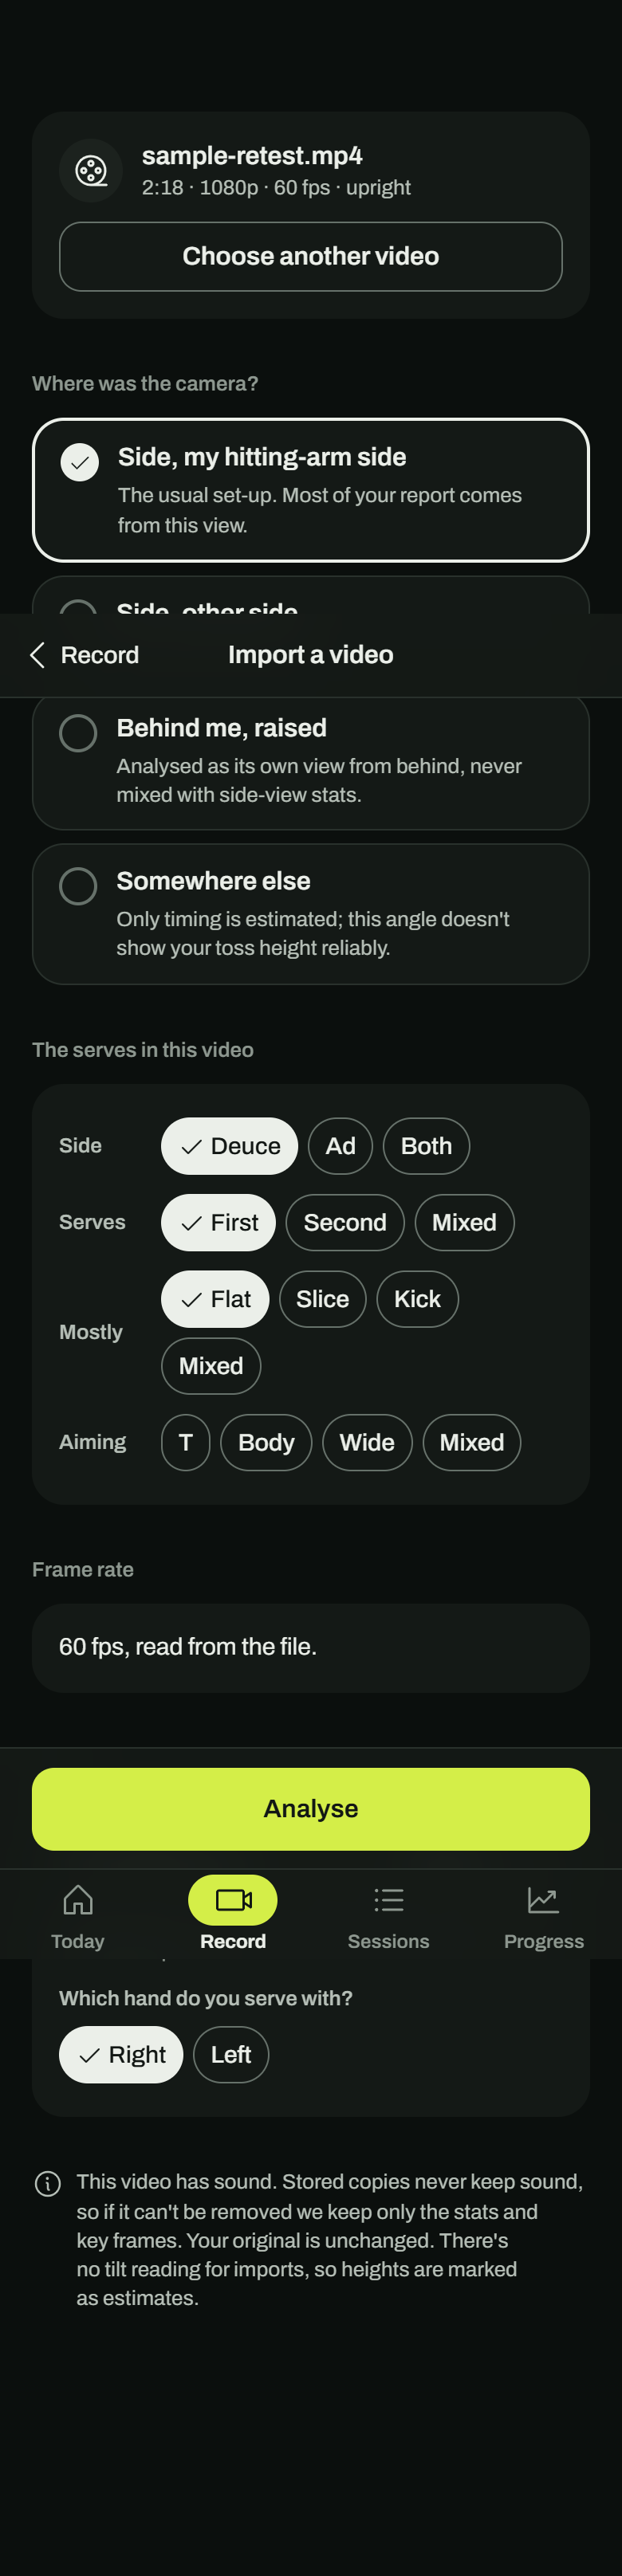 sample-retest.mp4
2:18 · 1080p · 60 fps · upright
Choose another video
Where was the camera?
Side, my hitting-arm side
The usual set-up. Most of your report comes
from this view.
Side, other side
Record
Import a video
Behind me, raised
Analysed as its own view from behind, never
mixed with side-view stats.
Somewhere else
Only timing is estimated; this angle doesn't
show your toss height reliably.
The serves in this video
Side Deuce Ad Both
Serves First Second Mixed
Mostly Flat Slice Kick
Mixed
Aiming T Body Wide Mixed
Frame rate
60 fps, read from the file.
Analyse
Today Record Sessions Progress
Which hand do you serve with?
Right Left
This video has sound. Stored copies never keep sound,
so if it can't be removed we keep only the stats and
key frames. Your original is unchanged. There's
no tilt reading for imports, so heights are marked
as estimates.